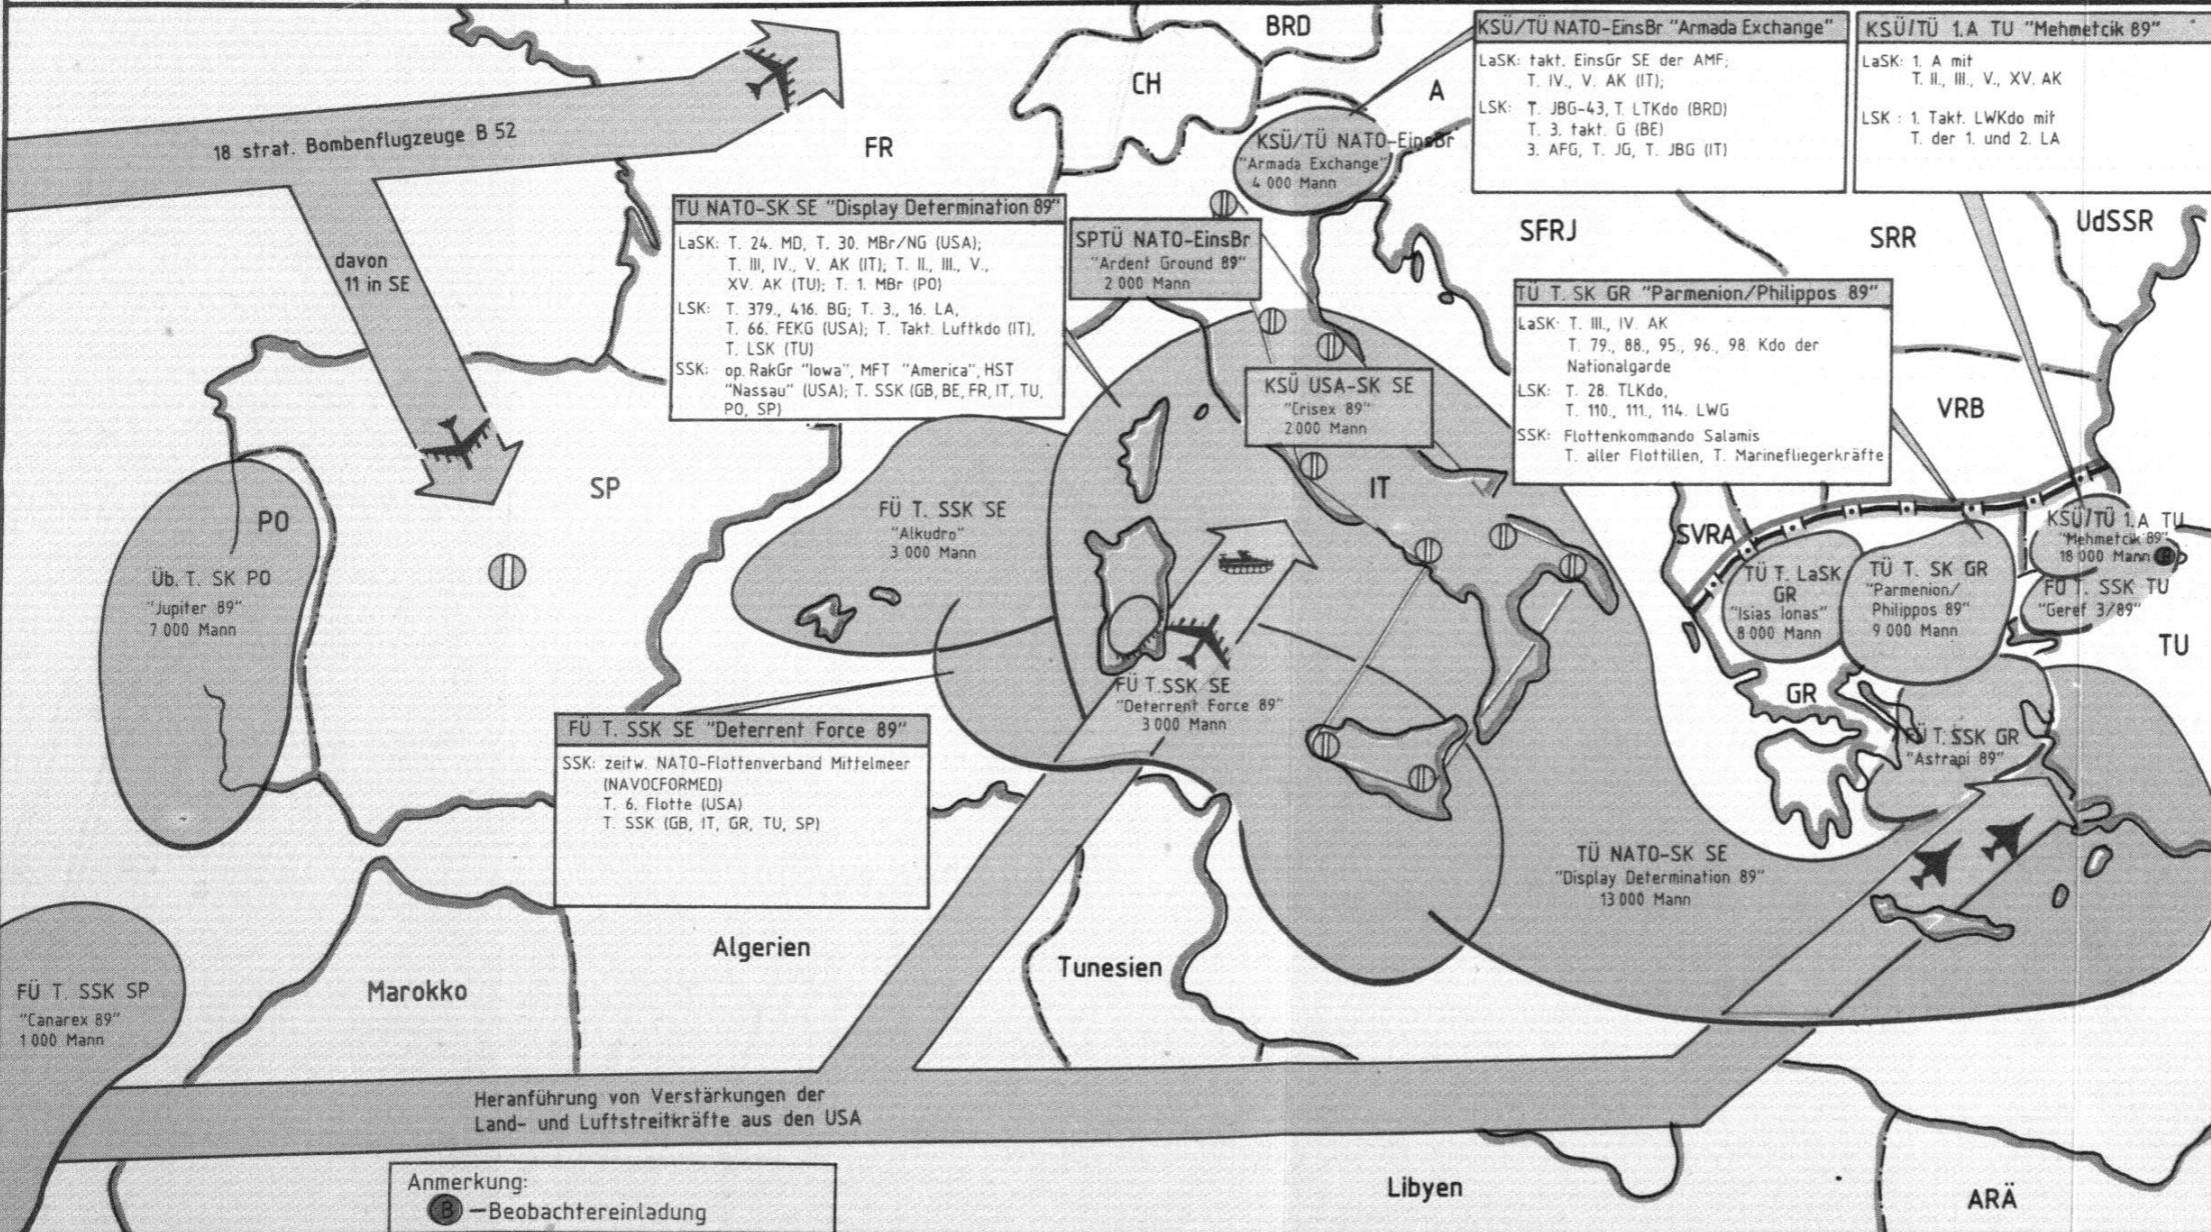 18 strat. Bombenflugzeuge B 52
davon
11 in SE
BRD
CH
A
FR
KSÜ/TÜ NATO-EinsBr "Armada Exchange"
LaSK: takt. EinsGr SE der AMF;
T. IV., V. AK (IT);
LSK: T. JBG-43, T. LTKdo (BRD)
T. 3. takt. G (BE)
3. AFG, T. JG, T. JBG (IT)
KSÜ/TÜ 1.A TU "Mehmetcik 89"
LaSK: 1. A mit
T. II., III., V., XV. AK
LSK : 1. Takt. LWKdo mit
T. der 1. und 2. LA
KSÜ/TÜ NATO-EinsBr
"Armada Exchange"
4 000 Mann
TÜ NATO-SK SE "Display Determination 89"
LaSK: T. 24. MD, T. 30. MBr/NG (USA);
T. III, IV., V. AK (IT); T. II., III., V.,
XV. AK (TU); T. 1. MBr (PO)
LSK: T. 379., 416. BG; T. 3., 16. LA,
T. 66. FEKG (USA); T. Takt. Luftkdo (IT),
T. LSK (TU)
SSK: op. RakGr "Iowa", MFT "America", HST
"Nassau" (USA); T. SSK (GB, BE, FR, IT, TU,
PO, SP)
SPTÜ NATO-EinsBr
"Ardent Ground 89"
2 000 Mann
SFRJ
SRR
UdSSR
TÜ T. SK GR "Parmenion/Philippos 89"
LaSK: T. III., IV. AK
T. 79., 88., 95., 96., 98. Kdo der
Nationalgarde
LSK: T. 28. TLKdo,
T. 110., 111., 114. LWG
SSK: Flottenkommando Salamis
T. aller Flottillen, T. Marinefliegerkräfte
KSÜ USA-SK SE
"Crisex 89"
2 000 Mann
VRB
SP
IT
PO
FÜ T. SSK SE
"Alkudro"
3 000 Mann
Üb. T. SK PO
"Jupiter 89"
7 000 Mann
SVRA
KSÜ/TÜ 1.A TU
"Mehmetcik 89"
18 000 Mann B
TÜ T. LaSK
GR
"Isias Ionas"
8 000 Mann
TÜ T. SK GR
"Parmenion/
Philippos 89"
9 000 Mann
FÜ T. SSK TU
"Geref 3/89"
TU
FÜ T.SSK SE
"Deterrent Force 89"
3 000 Mann
GR
FÜ T. SSK GR
"Astrapi 89"
FÜ T. SSK SE "Deterrent Force 89"
SSK: zeitw. NATO-Flottenverband Mittelmeer
(NAVOCFORMED)
T. 6. Flotte (USA)
T. SSK (GB, IT, GR, TU, SP)
TÜ NATO-SK SE
"Display Determination 89"
13 000 Mann
Algerien
Tunesien
Marokko
FÜ T. SSK SP
"Canarex 89"
1 000 Mann
Heranführung von Verstärkungen der
Land- und Luftstreitkräfte aus den USA
Libyen
ARÄ
Anmerkung:
B —Beobachtereinladung